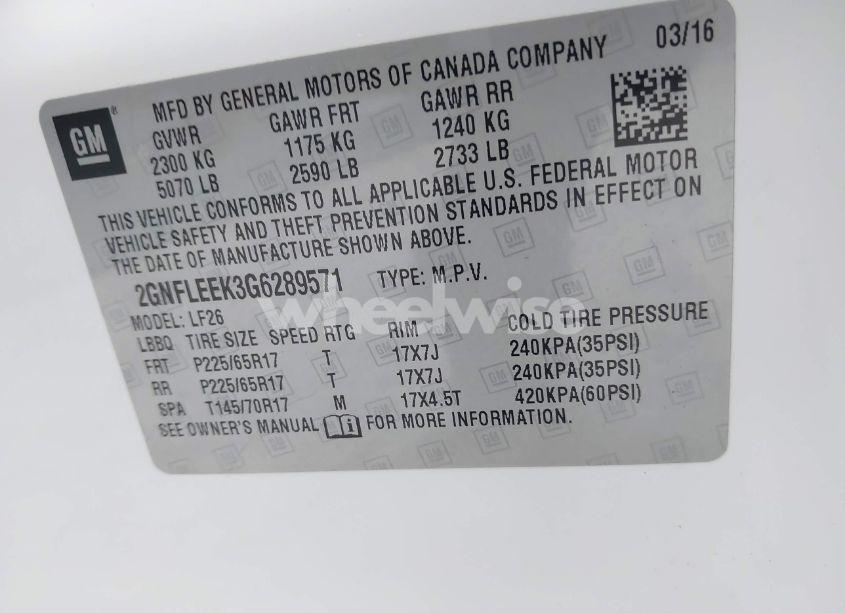 03/16
MFD BY GENERAL MOTORS OF CANADA COMPANY
GM
GVWR GAWR FRT GAWR RR
2300 KG 1175 KG 1240 KG
5070 LB 2590 LB 2733 LB
THIS VEHICLE CONFORMS TO ALL APPLICABLE U.S. FEDERAL MOTOR
VEHICLE SAFETY AND THEFT PREVENTION STANDARDS IN EFFECT ON
THE DATE OF MANUFACTURE SHOWN ABOVE.
2GNFLEEK3G6289571 TYPE: M.P.V.
wheelwise
MODEL: LF26
LBBQ TIRE SIZE SPEED RTG RIM COLD TIRE PRESSURE
FRT P225/65R17 T 17X7J 240KPA(35PSI)
RR P225/65R17 T 17X7J 240KPA(35PSI)
SPA T145/70R17 M 17X4.5T 420KPA(60PSI)
SEE OWNER'S MANUAL FOR MORE INFORMATION.